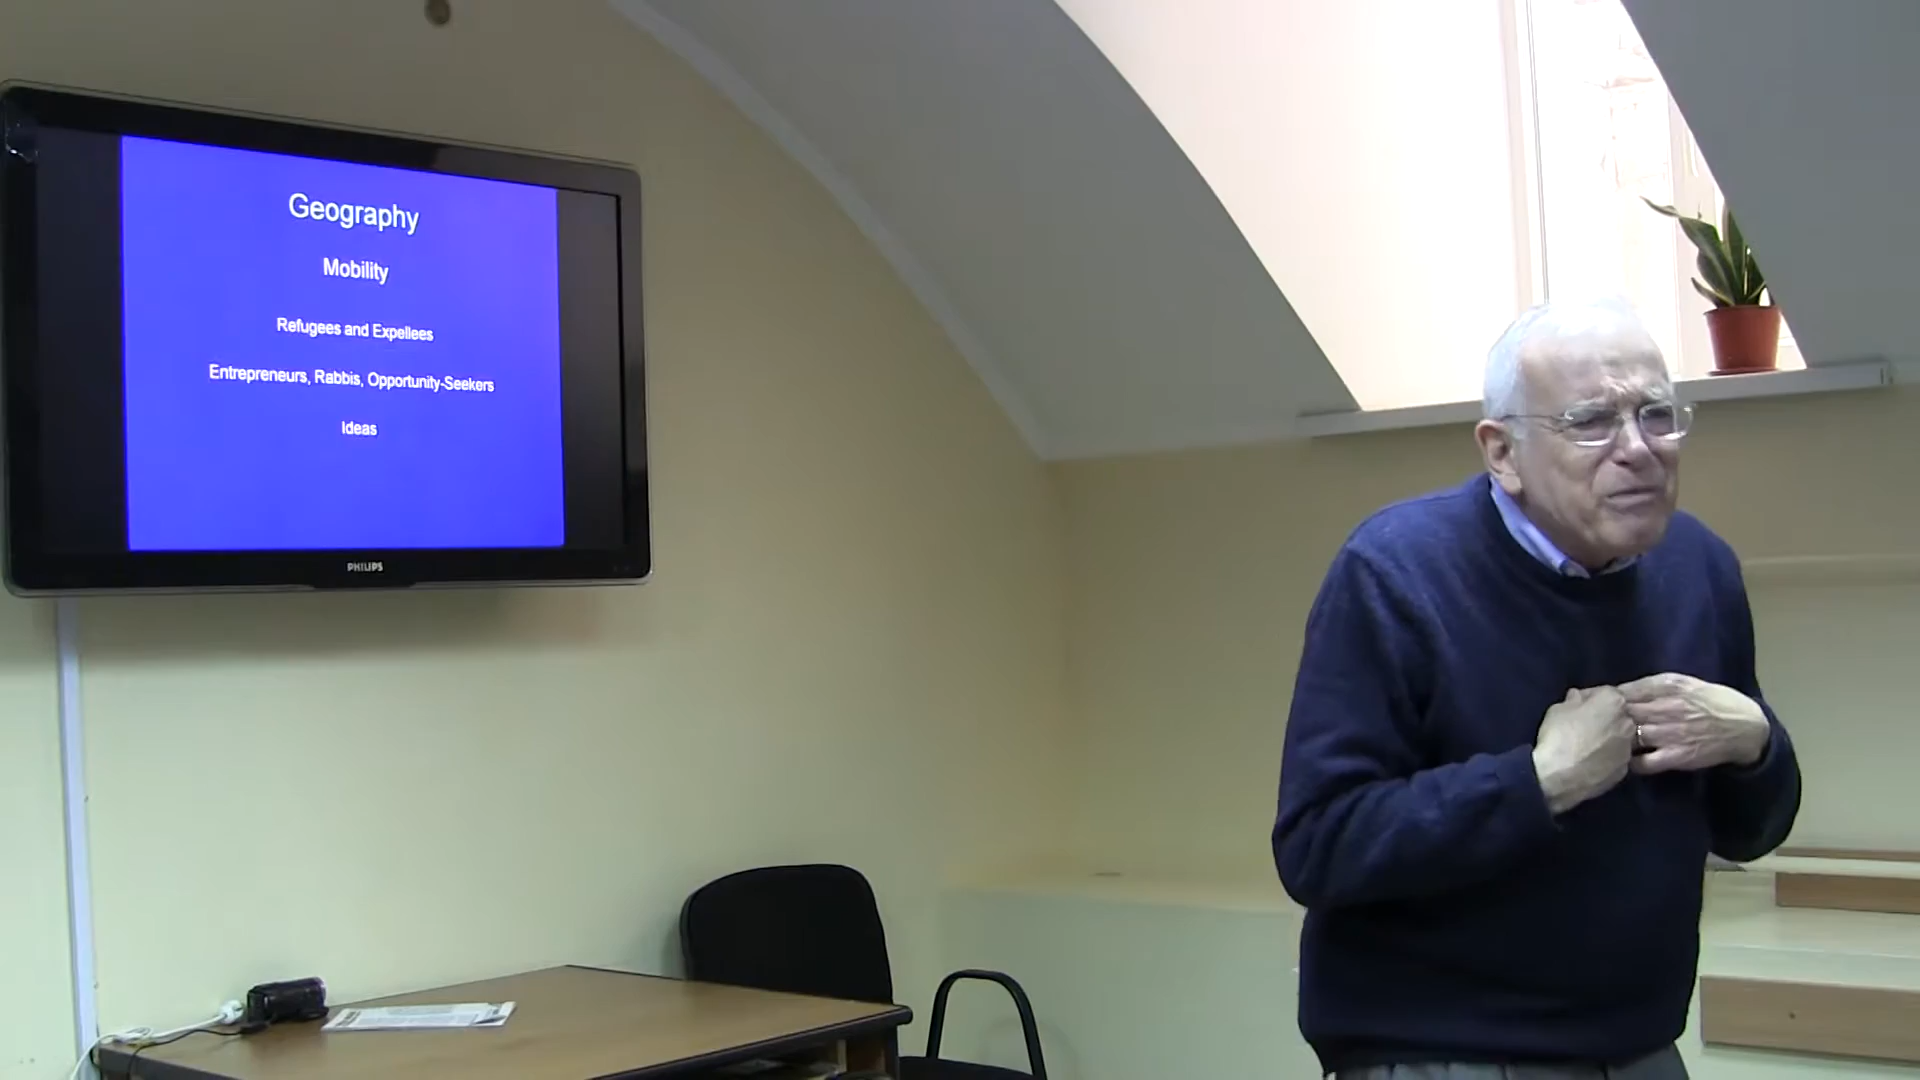 Geography
Mobility
Refugees and Expellees
Entrepreneurs, Rabbis, Opportunity-Seekers
Ideas
PHILIPS